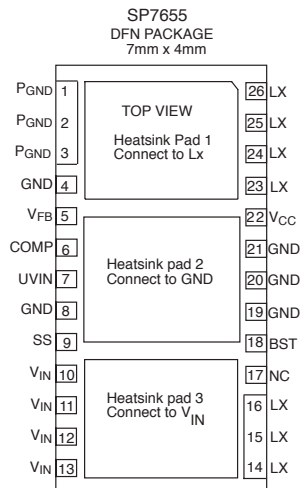 SP7655
DFN PACKAGE
7mm x 4mm
TOP VIEW
Heatsink Pad 1
Connect to Lx
Heatsink pad 2
Connect to GND
Heatsink pad 3
Connect to VIN
PGND 1
PGND 2
PGND 3
GND 4
VFB 5
COMP 6
UVIN 7
GND 8
SS 9
VIN 10
VIN 11
VIN 12
VIN 13
26 LX
25 LX
24 LX
23 LX
22 VCC
21 GND
20 GND
19 GND
18 BST
17 NC
16 LX
15 LX
14 LX